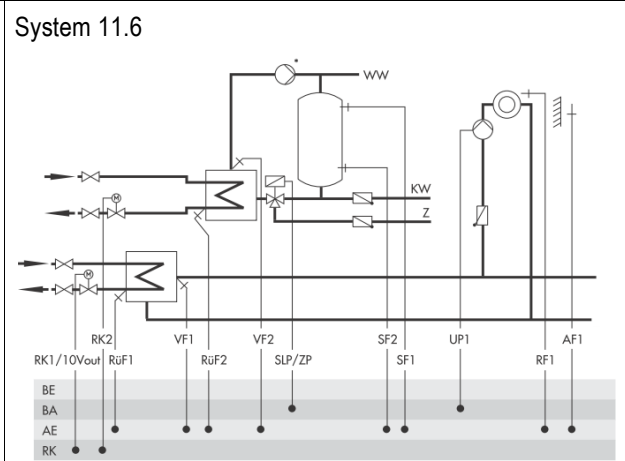 System 11.6
*
WW
KW
Z
M
M
RK2 VF1 VF2 SF2 UP1 AF1
RK1/10Vout RüF1 RüF2 SLP/ZP SF1 RF1
BE
BA
AE
RK